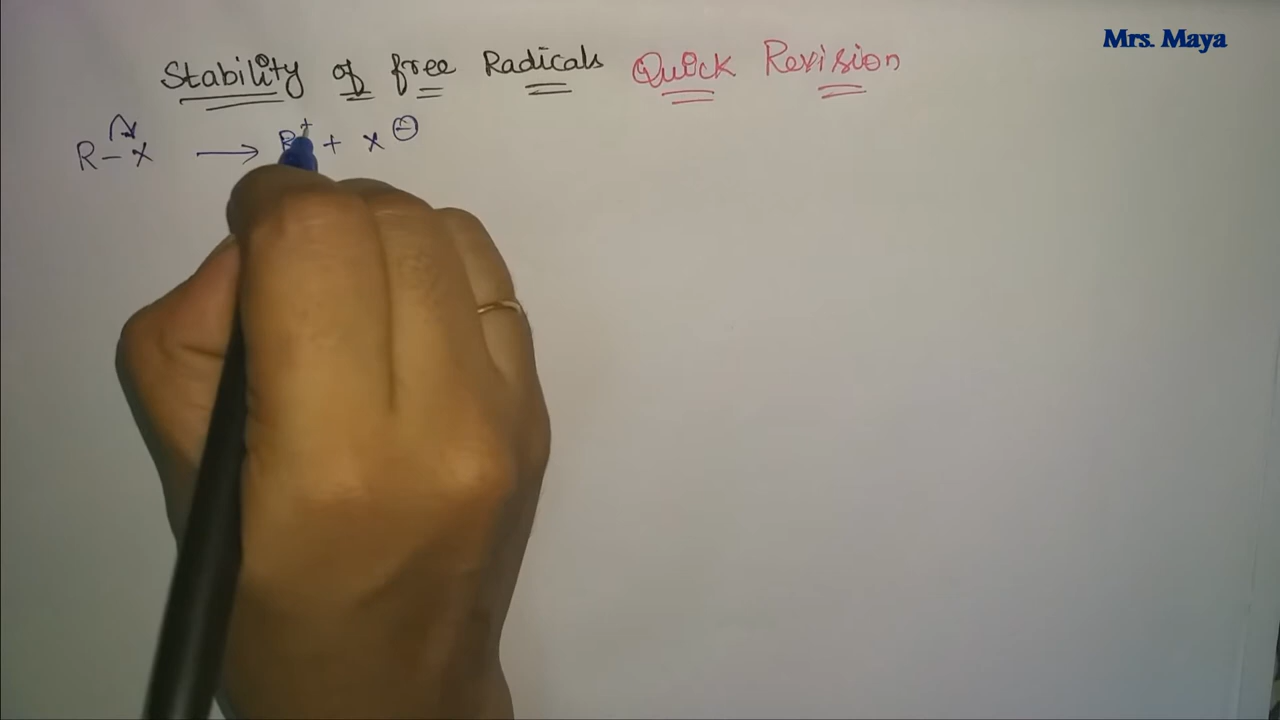 Mrs. Maya
Stability of free Radicals Quick Revision
R–X ⟶ R⁺ + X ⊖